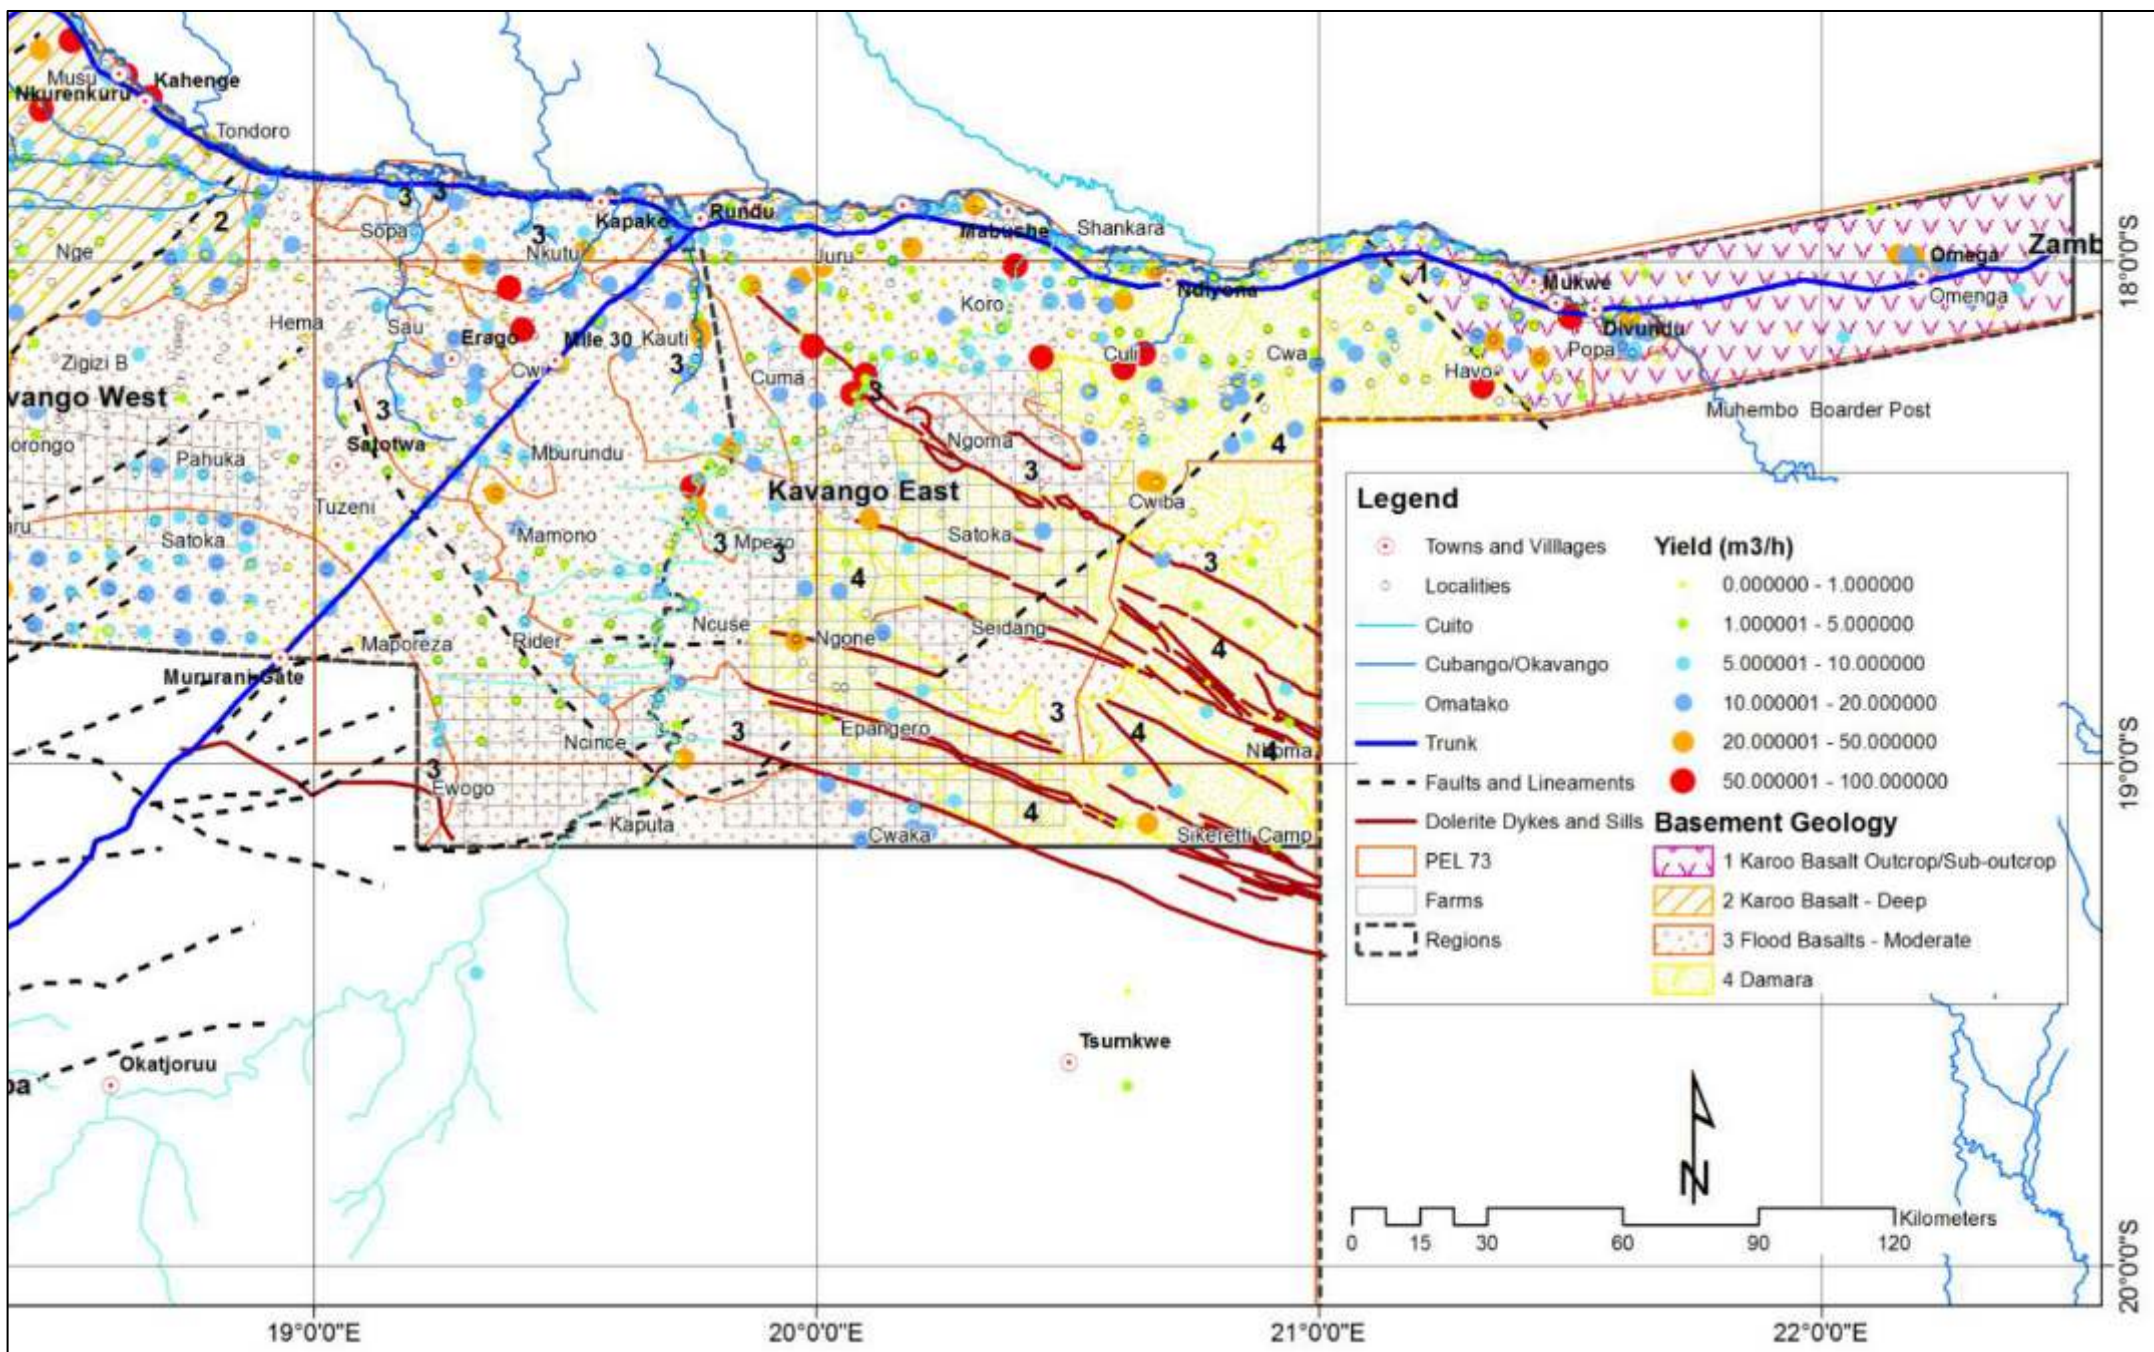 Musu
Kahenge
Nkurenkuru
Tondoro
2
3
3
Sopa
Kapako
Rundu
Mabushe
Shankara
3
Nkutu
Juru
Nge
Zamb
1
Omega
Ndiyona
Mukwe
Omenga
Koro
Hema
Sau
Erago
Mile 30
Kauti
Divundu
Popa
Zigizi B
Cwi
3
Cuma
3
Culi
Cwa
Havo
vango West
3
Muhembo Boarder Post
Satotwa
orongo
Pahuka
Mburundu
Ngoma
3
4
Kavango East
Cwiba
Tuzeni
Satoka
Mamono
3
Mpezo
3
Satoka
3
4
Maporeza
Rider
Ncuse
Ngone
Seidang
4
Mururani Gate
Ncince
3
Epangero
3
4
4
3
Ewogo
Kaputa
Cwaka
4
Sikeretti Camp
Tsumkwe
Okatjoruu
Legend
Towns and Villlages
Localities
Cuito
Cubango/Okavango
Omatako
Trunk
Faults and Lineaments
Dolerite Dykes and Sills
PEL 73
Farms
Regions
Yield (m3/h)
0.000000 - 1.000000
1.000001 - 5.000000
5.000001 - 10.000000
10.000001 - 20.000000
20.000001 - 50.000000
50.000001 - 100.000000
Basement Geology
1 Karoo Basalt Outcrop/Sub-outcrop
2 Karoo Basalt - Deep
3 Flood Basalts - Moderate
4 Damara
N
Kilometers
0 15 30 60 90 120
18°0'0"S
19°0'0"S
20°0'0"S
19°0'0"E
20°0'0"E
21°0'0"E
22°0'0"E